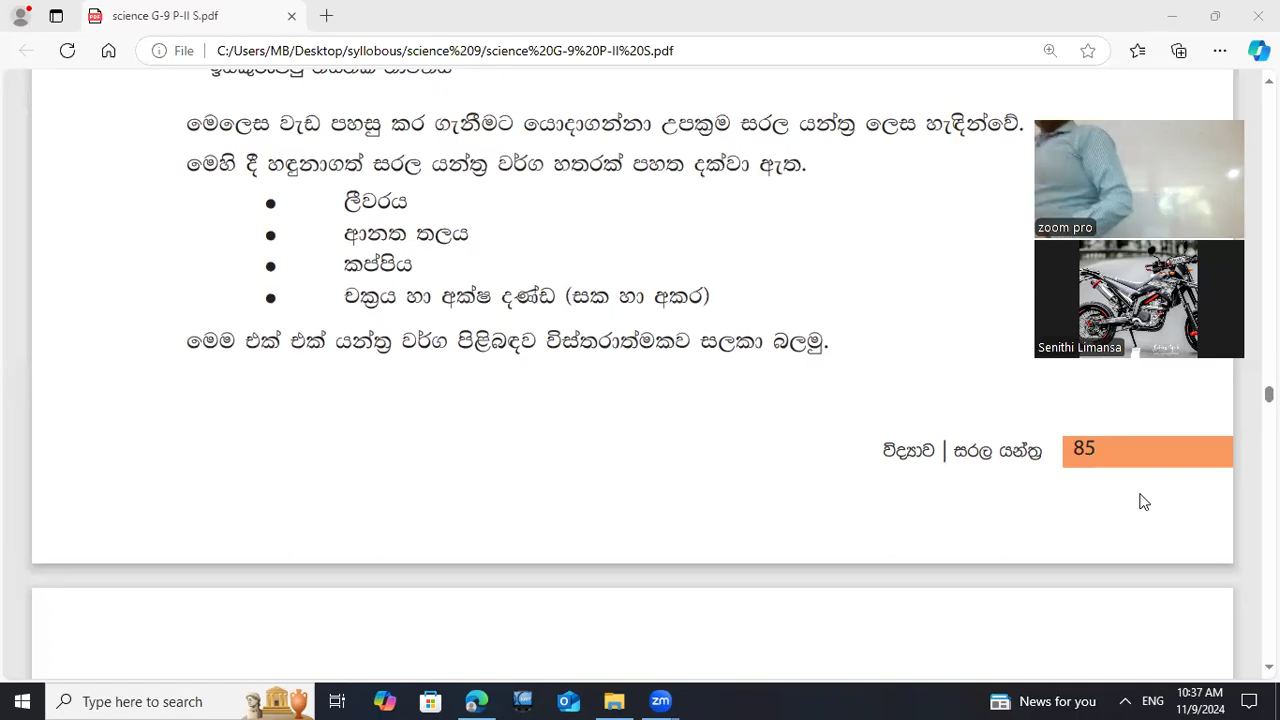 science G-9 P-II S.pdf
File
C:/Users/MB/Desktop/syllobous/science%209/science%20G-9%20P-II%20S.pdf
මෙලෙස වැඩ පහසු කර ගැනීමට යොදාගන්නා උපක්‍රම සරල යන්ත්‍ර ලෙස හැඳින්වේ.
මෙහි දී හඳුනාගත් සරල යන්ත්‍ර වර්ග හතරක් පහත දක්වා ඇත.
● ලීවරය
● ආනත තලය
● කප්පිය
● චක්‍රය හා අක්ෂ දණ්ඩ (සක හා අකර)
මෙම එක් එක් යන්ත්‍ර වර්ග පිළිබඳව විස්තරාත්මකව සලකා බලමු.
zoom pro
Senithi Limansa
විද්‍යාව | සරල යන්ත්‍ර 85
Type here to search
zm
News for you
ENG
10:37 AM
11/9/2024